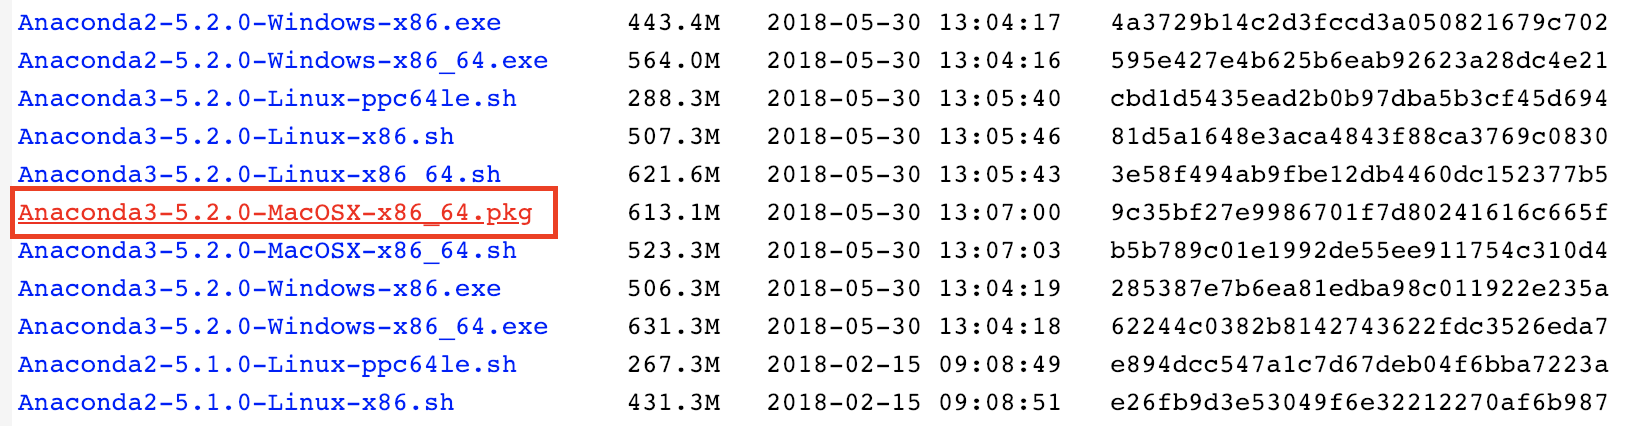 Anaconda2-5.2.0-Windows-x86.exe 443.4M 2018-05-30 13:04:17 4a3729b14c2d3fccd3a050821679c702
Anaconda2-5.2.0-Windows-x86_64.exe 564.0M 2018-05-30 13:04:16 595e427e4b625b6eab92623a28dc4e21
Anaconda3-5.2.0-Linux-ppc64le.sh 288.3M 2018-05-30 13:05:40 cbd1d5435ead2b0b97dba5b3cf45d694
Anaconda3-5.2.0-Linux-x86.sh 507.3M 2018-05-30 13:05:46 81d5a1648e3aca4843f88ca3769c0830
Anaconda3-5.2.0-Linux-x86_64.sh 621.6M 2018-05-30 13:05:43 3e58f494ab9fbe12db4460dc152377b5
Anaconda3-5.2.0-MacOSX-x86_64.pkg 613.1M 2018-05-30 13:07:00 9c35bf27e9986701f7d80241616c665f
Anaconda3-5.2.0-MacOSX-x86_64.sh 523.3M 2018-05-30 13:07:03 b5b789c01e1992de55ee911754c310d4
Anaconda3-5.2.0-Windows-x86.exe 506.3M 2018-05-30 13:04:19 285387e7b6ea81edba98c011922e235a
Anaconda3-5.2.0-Windows-x86_64.exe 631.3M 2018-05-30 13:04:18 62244c0382b8142743622fdc3526eda7
Anaconda2-5.1.0-Linux-ppc64le.sh 267.3M 2018-02-15 09:08:49 e894dcc547a1c7d67deb04f6bba7223a
Anaconda2-5.1.0-Linux-x86.sh 431.3M 2018-02-15 09:08:51 e26fb9d3e53049f6e32212270af6b987